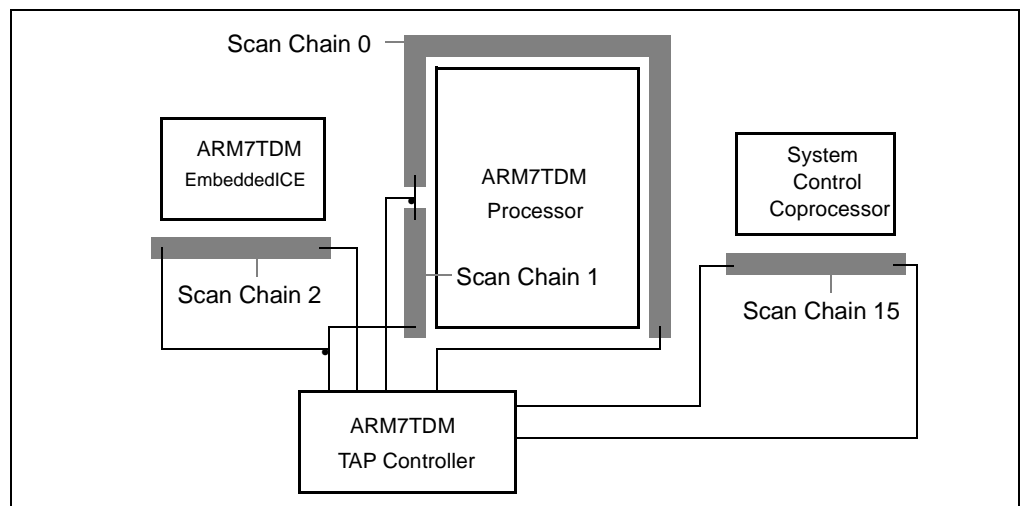 Scan Chain 0
ARM7TDM
EmbeddedICE
ARM7TDM
Processor
System
Control
Coprocessor
Scan Chain 2
Scan Chain 1
Scan Chain 15
ARM7TDM
TAP Controller